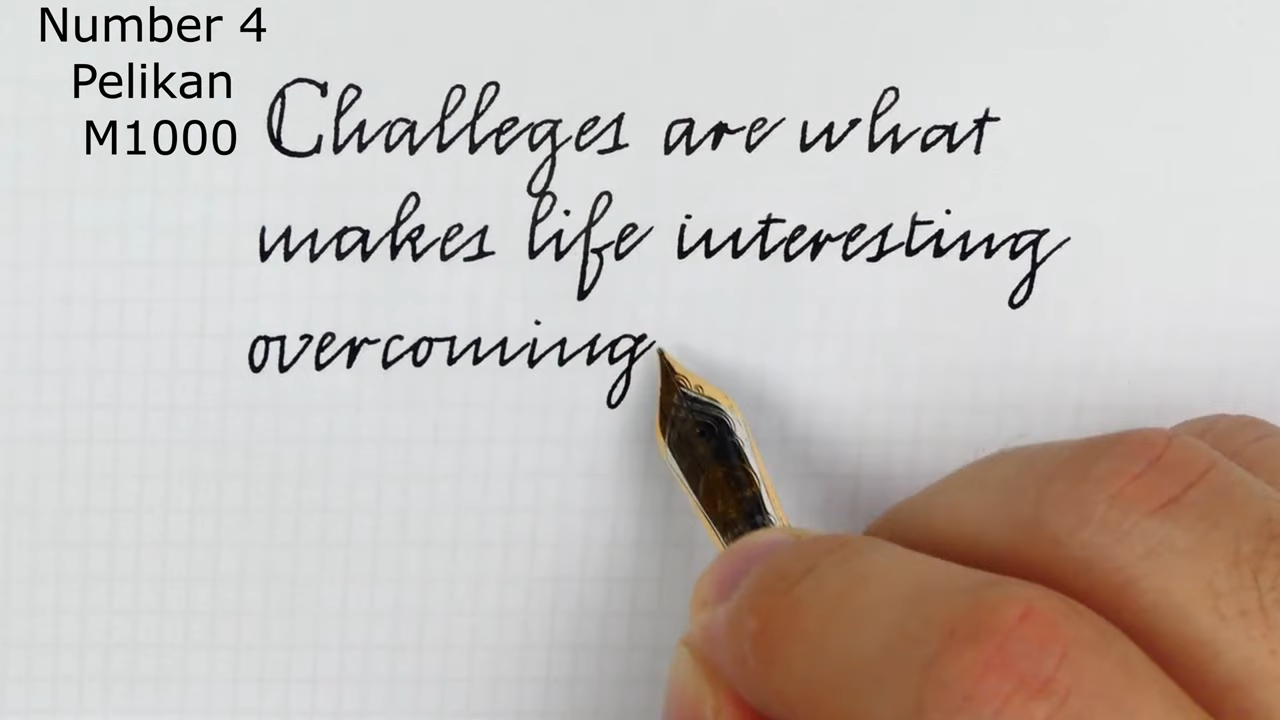 Number 4
Pelikan
M1000
Challeges are what
makes life interesting
overcoming